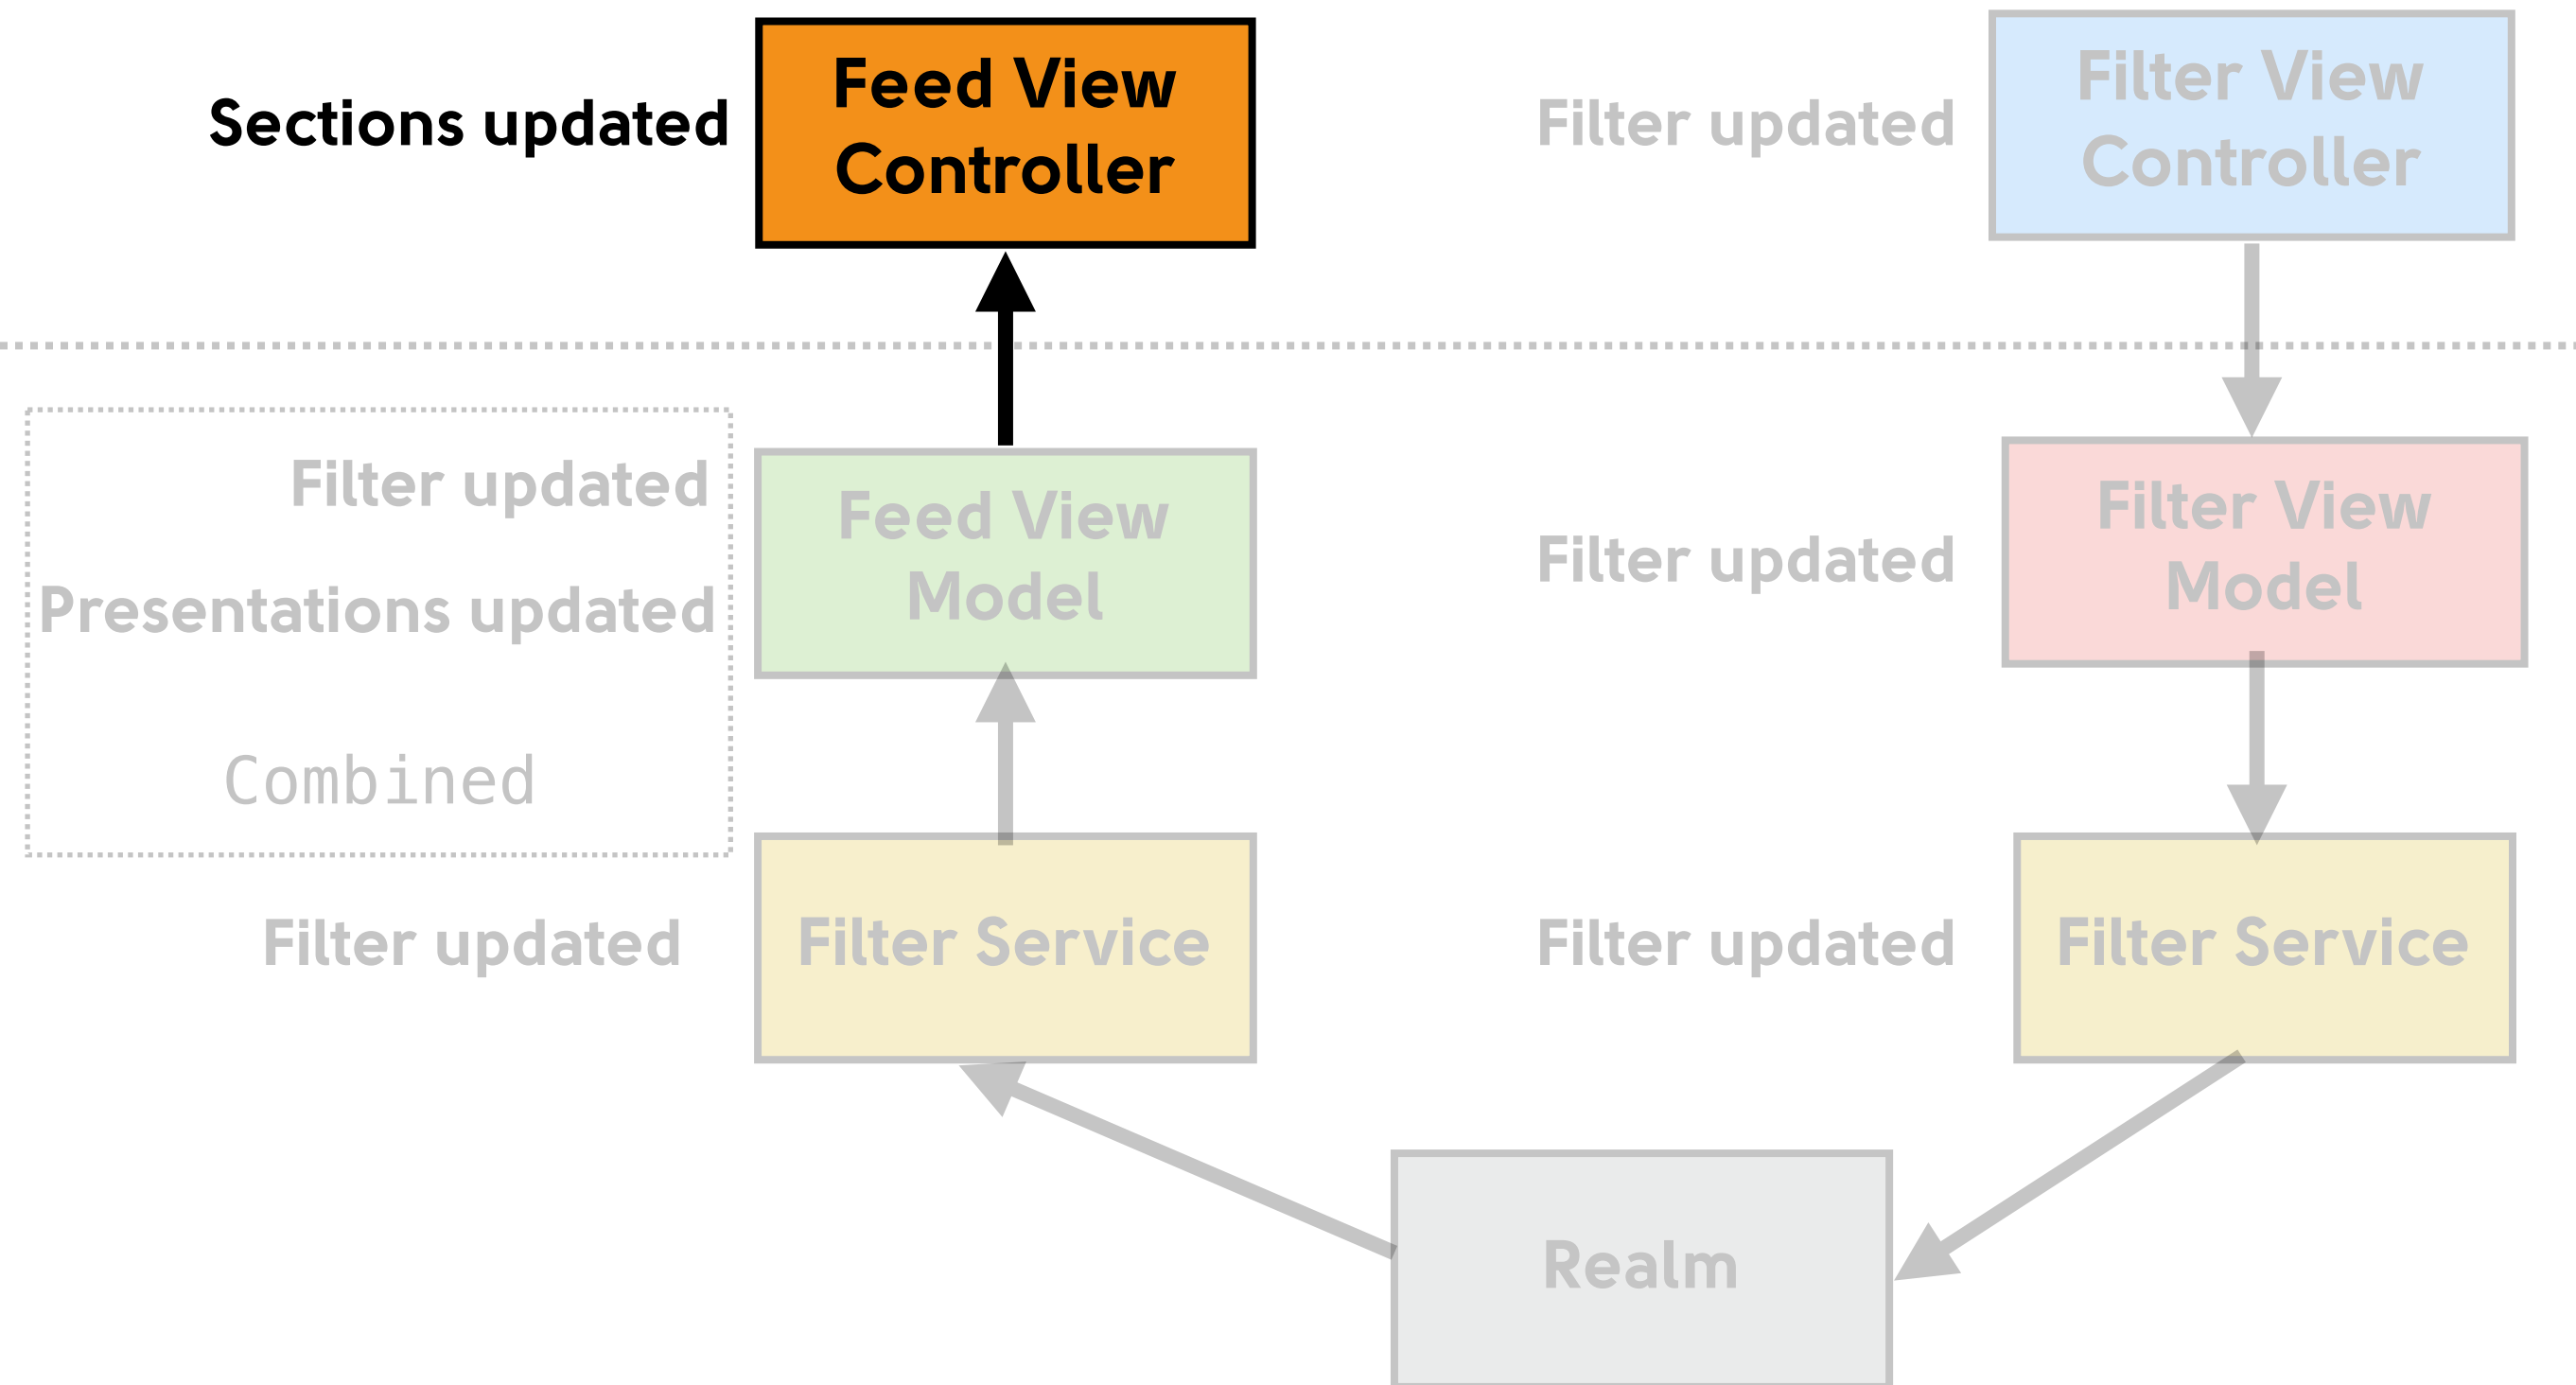 Sections updated
Feed View
Controller
Filter updated
Filter View
Controller
Filter updated
Presentations updated
Combined
Feed View
Model
Filter updated
Filter View
Model
Filter updated
Filter Service
Filter updated
Filter Service
Realm